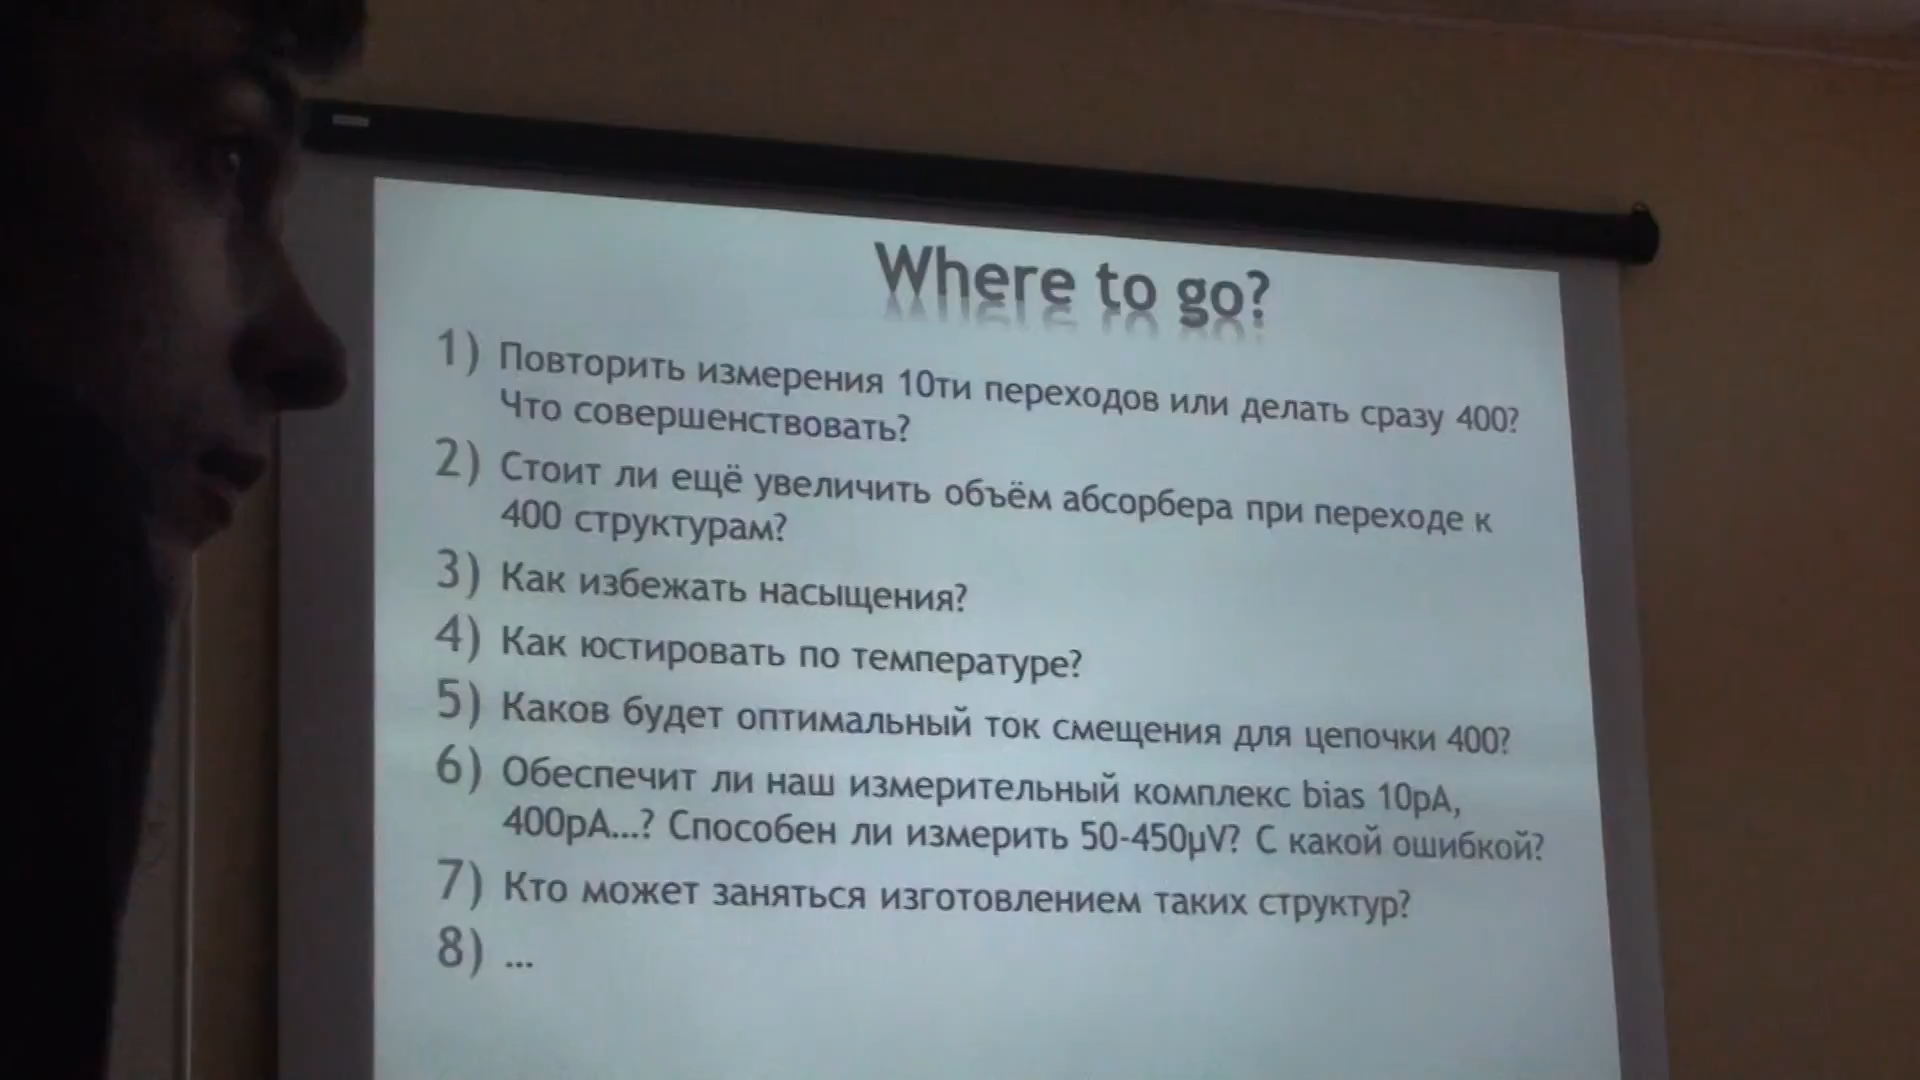 Where to go?
1) Повторить измерения 10ти переходов или делать сразу 400?
Что совершенствовать?
2) Стоит ли ещё увеличить объём абсорбера при переходе к
400 структурам?
3) Как избежать насыщения?
4) Как юстировать по температуре?
5) Каков будет оптимальный ток смещения для цепочки 400?
6) Обеспечит ли наш измерительный комплекс bias 10pA,
400pA...? Способен ли измерить 50-450μV? С какой ошибкой?
7) Кто может заняться изготовлением таких структур?
8) ...